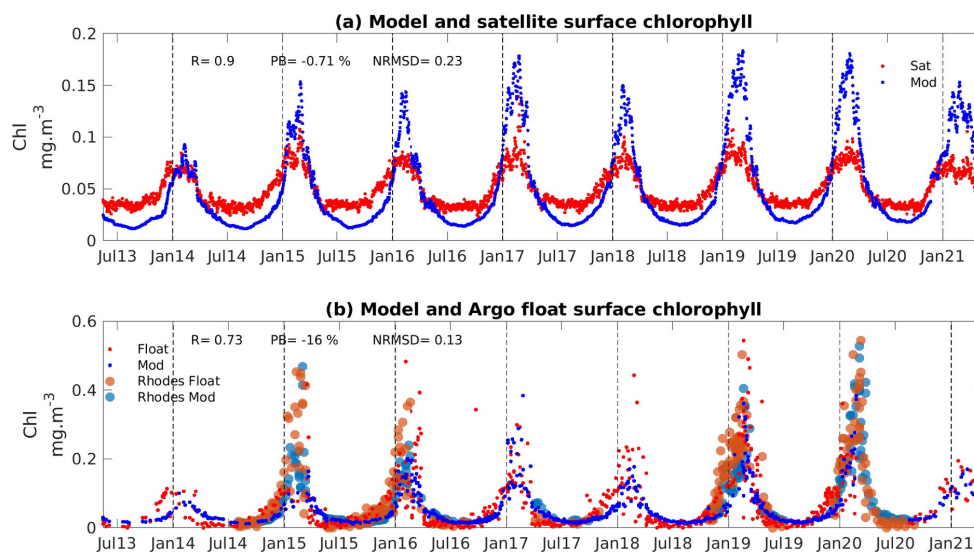 (a) Model and satellite surface chlorophyll
0.2
0.15
0.1
0.05
0
Chl
mg.m-3
R= 0.9 PB= -0.71 % NRMSD= 0.23
Sat
Mod
Jul13 Jan14 Jul14 Jan15 Jul15 Jan16 Jul16 Jan17 Jul17 Jan18 Jul18 Jan19 Jul19 Jan20 Jul20 Jan21
(b) Model and Argo float surface chlorophyll
0.6
0.4
0.2
0
Chl
mg.m-3
R= 0.73 PB= -16 % NRMSD= 0.13
Float
Mod
Rhodes Float
Rhodes Mod
Jul13 Jan14 Jul14 Jan15 Jul15 Jan16 Jul16 Jan17 Jul17 Jan18 Jul18 Jan19 Jul19 Jan20 Jul20 Jan21